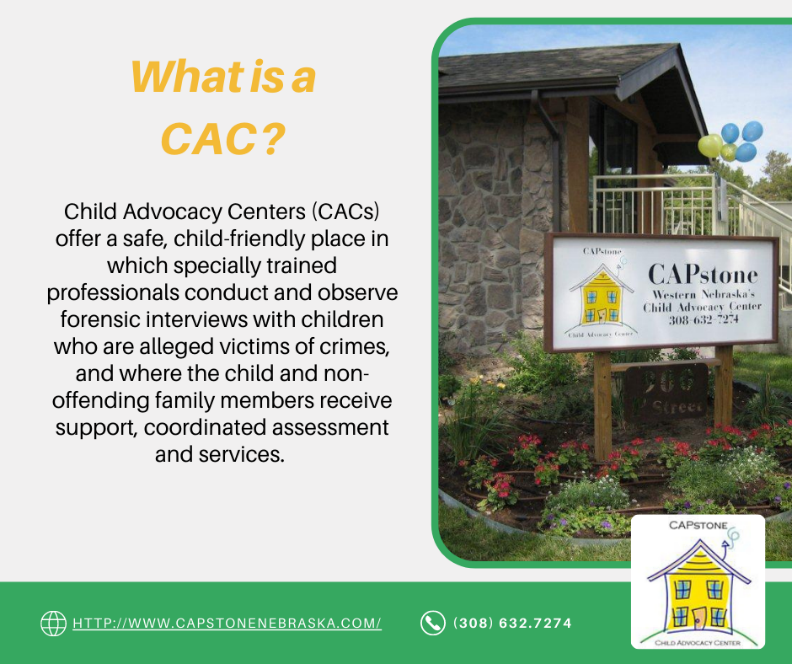 What is a
CAC?
Child Advocacy Centers (CACs)
offer a safe, child-friendly place in
which specially trained
professionals conduct and observe
forensic interviews with children
who are alleged victims of crimes,
and where the child and non-
offending family members receive
support, coordinated assessment
and services.
CAPstone
Child Advocacy Center
CAPstone
Western Nebraska's
Child Advocacy Center
308-632-7274
906
Street
HTTP://WWW.CAPSTONENEBRASKA.COM/
(308) 632.7274
CAPSTONE
CHILD ADVOCACY CENTER